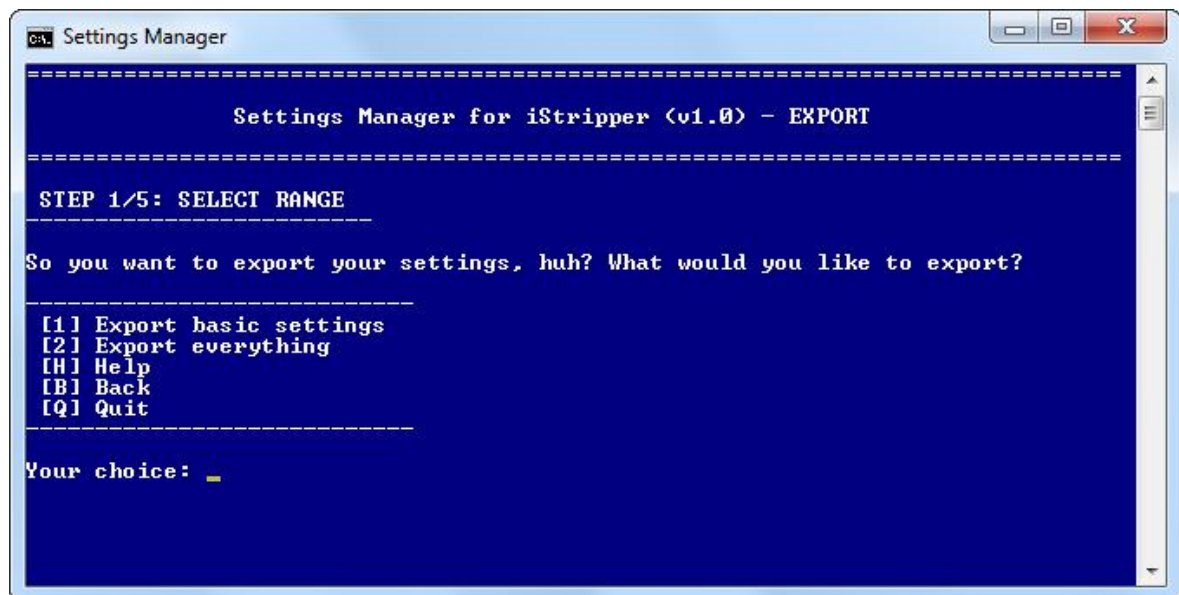 Settings Manager
================================================================================
Settings Manager for iStripper (v1.0) - EXPORT
================================================================================
STEP 1/5: SELECT RANGE
-------------------------
So you want to export your settings, huh? What would you like to export?
----------------------------
[1] Export basic settings
[2] Export everything
[H] Help
[B] Back
[Q] Quit
----------------------------
Your choice: _